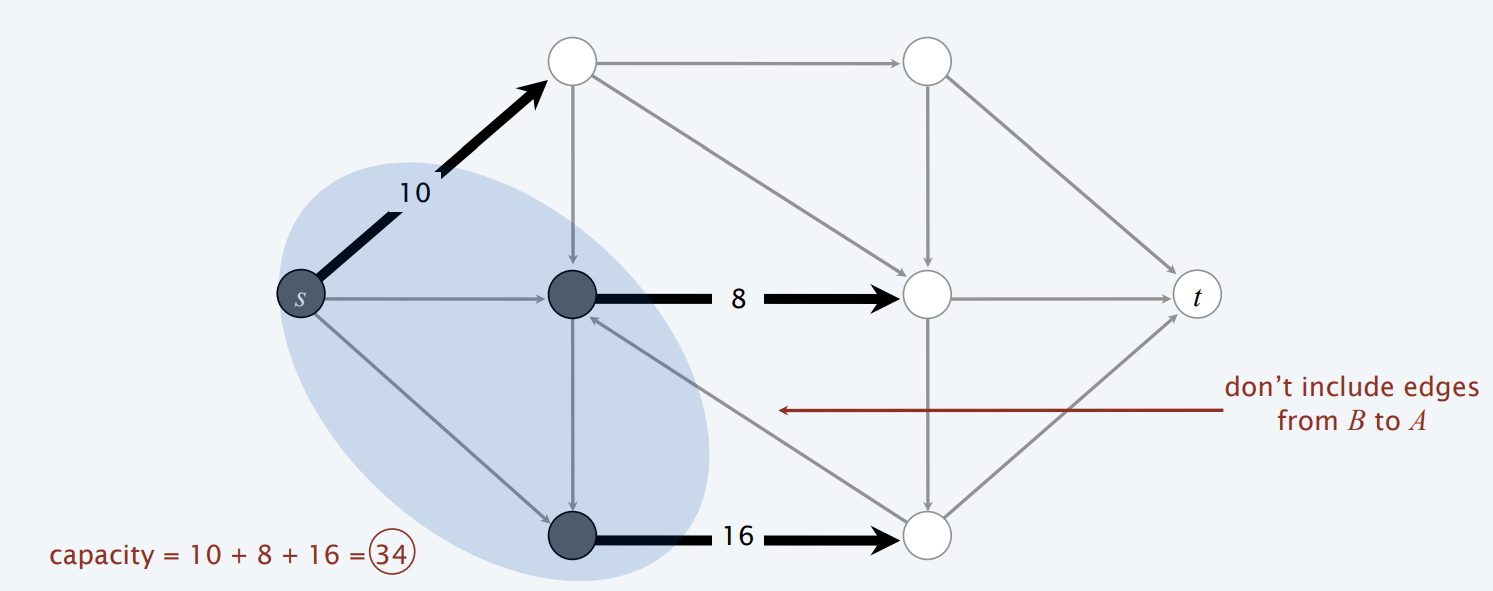 10
s
8
t
don’t include edges
from B to A
16
capacity = 10 + 8 + 16 = 34